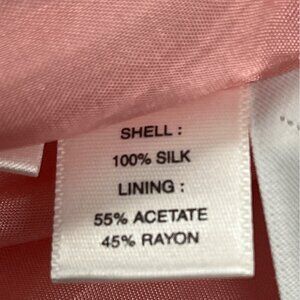 SHELL :
100% SILK
LINING :
55% ACETATE
45% RAYON